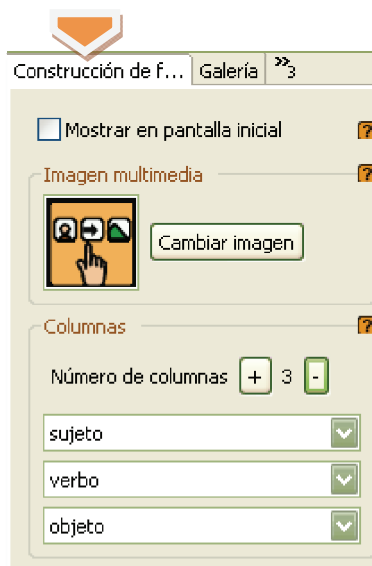 Construcción de f... Galería »3
Mostrar en pantalla inicial ?
Imagen multimedia ?
Cambiar imagen
Columnas ?
Número de columnas + 3 -
sujeto
verbo
objeto